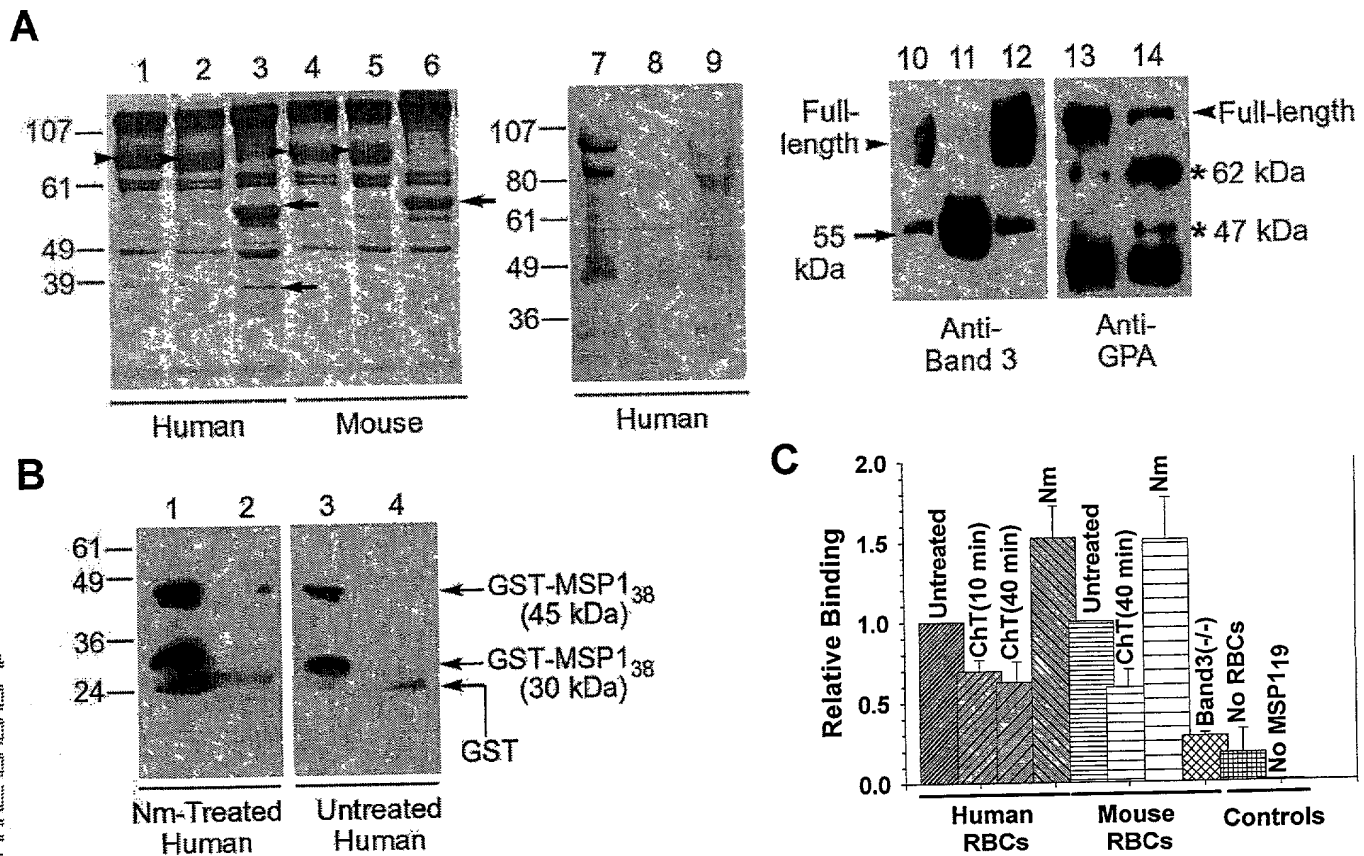 A
1 2 3 4 5 6
107
61
49
39
Human
Mouse
7 8 9
107
80
61
49
36
Human
10 11 12
13 14
Full-
length
55
kDa
Full-length
* 62 kDa
* 47 kDa
Anti-
Band 3
Anti-
GPA
B
1 2
3 4
61
49
36
24
GST-MSP1₃₈
(45 kDa)
GST-MSP1₃₈
(30 kDa)
GST
Nm-Treated
Human
Untreated
Human
C
Relative Binding
2.0
1.5
1.0
0.5
0.0
Untreated
ChT(10 min)
ChT(40 min)
Nm
Untreated
ChT(40 min)
Nm
Band3(-/-)
No RBCs
No MSP119
Human
RBCs
Mouse
RBCs
Controls